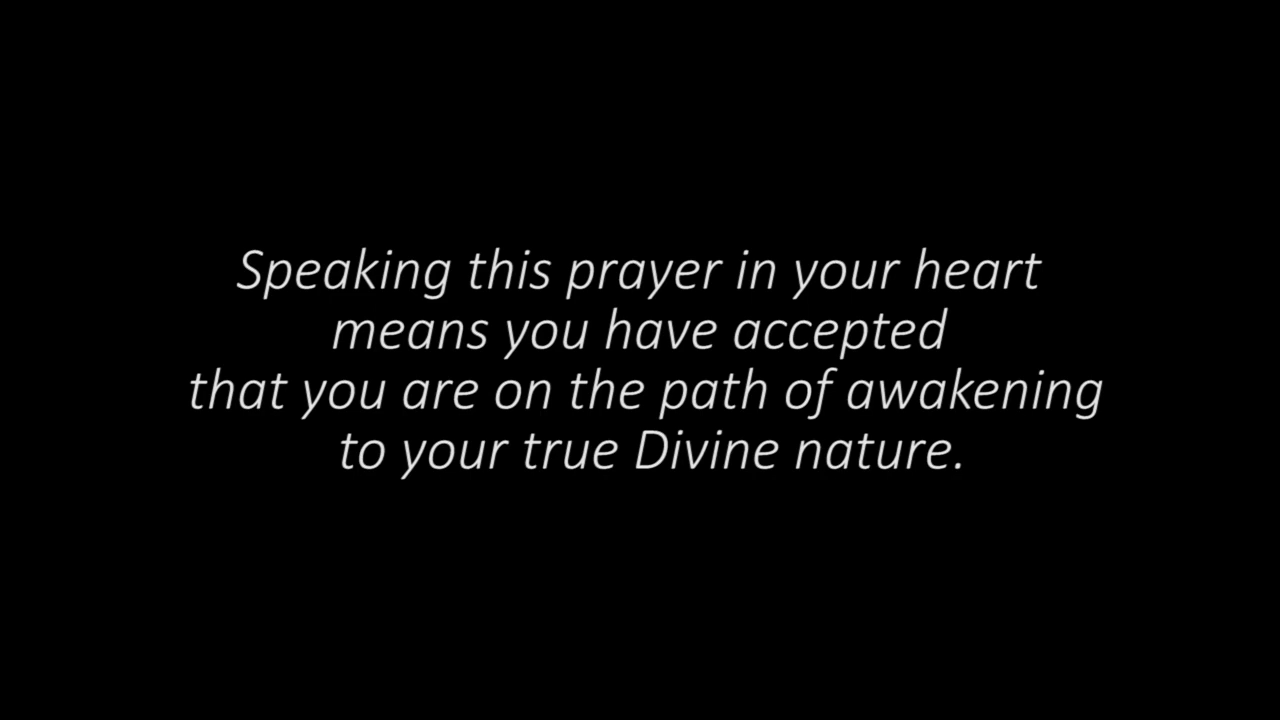 Speaking this prayer in your heart
means you have accepted
that you are on the path of awakening
to your true Divine nature.